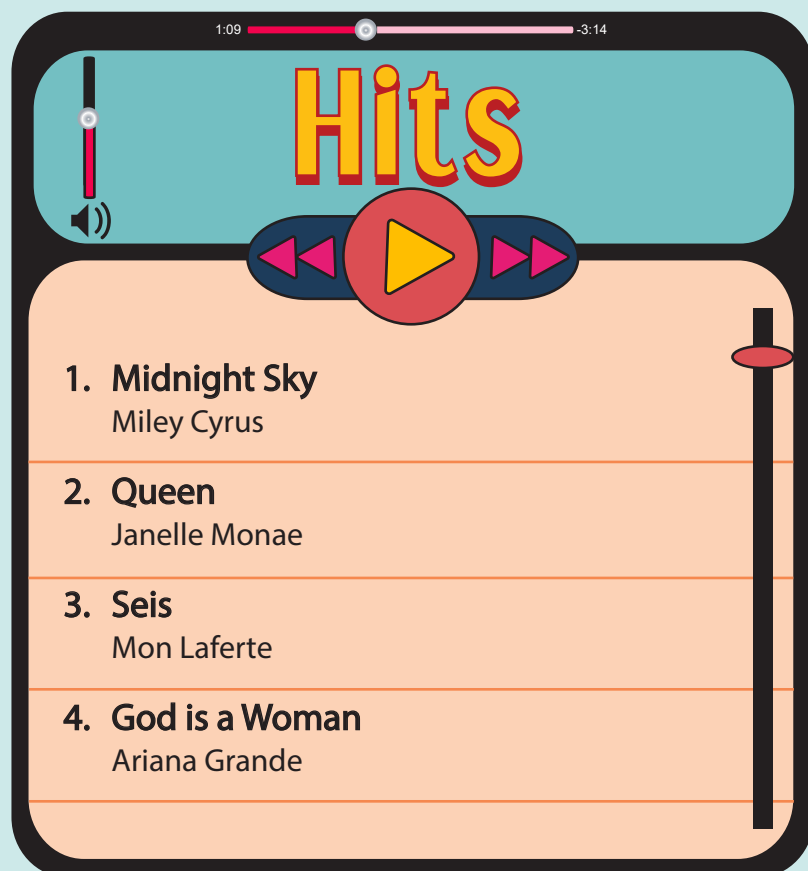 1:09 -3:14
Hits
1. Midnight Sky
Miley Cyrus
2. Queen
Janelle Monae
3. Seis
Mon Laferte
4. God is a Woman
Ariana Grande